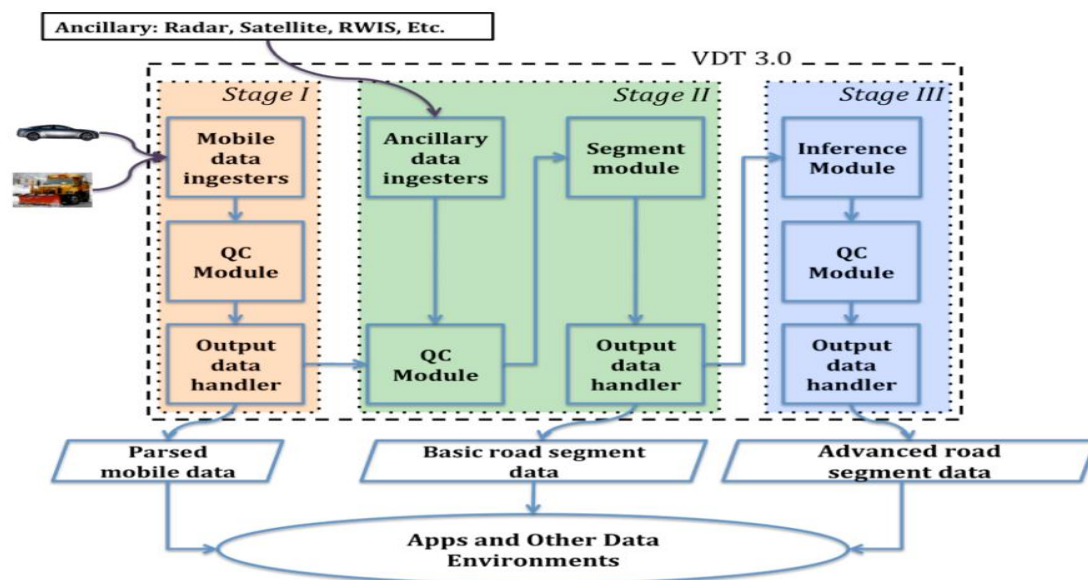 Ancillary: Radar, Satellite, RWIS, Etc.
VDT 3.0
Stage I
Mobile
data
ingesters
QC
Module
Output
data
handler
Stage II
Ancillary
data
ingesters
QC
Module
Segment
module
Output
data
handler
Stage III
Inference
Module
QC
Module
Output
data
handler
Parsed
mobile data
Basic road segment
data
Advanced road
segment data
Apps and Other Data
Environments